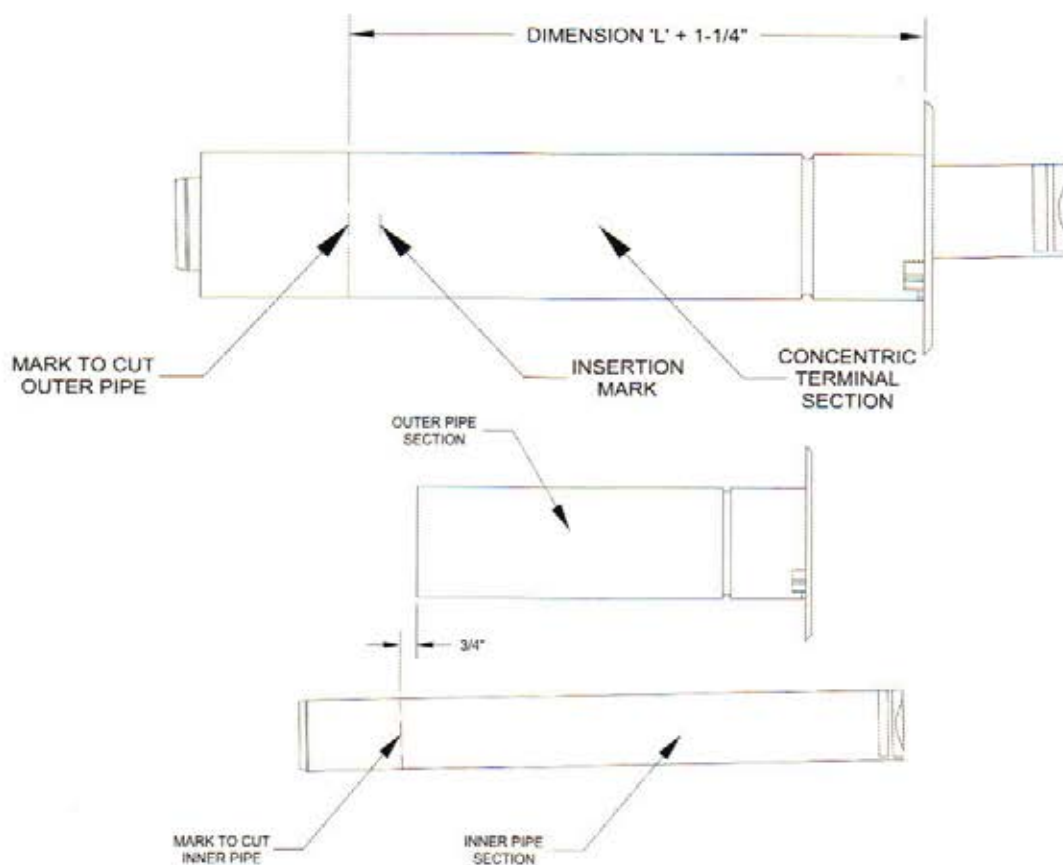 DIMENSION 'L' + 1-1/4"
MARK TO CUT
OUTER PIPE
INSERTION
MARK
CONCENTRIC
TERMINAL
SECTION
OUTER PIPE
SECTION
3/4"
MARK TO CUT
INNER PIPE
INNER PIPE
SECTION